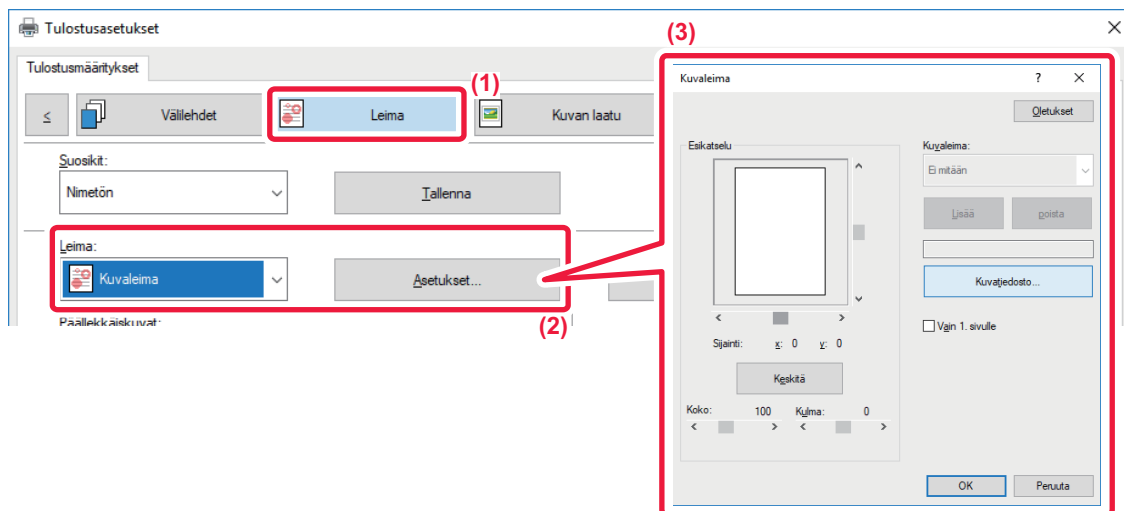 Tulostusasetukset
Tulostusmääritykset
(1)
(3)
< Välilehdet Leima Kuvan laatu
Suosikit:
Nimetön Tallenna
Leima:
Kuvaleima Asetukset...
(2)
Päällekkäiskuvat:
Kuvaleima ?
Oletukset
Esikatselu
Kuvaleima:
Ei mitään
Lisää poista
Kuvatiedosto...
Vain 1. sivulle
Sijainti: x: 0 y: 0
Keskitä
Koko: 100 Kulma: 0
OK Peruuta